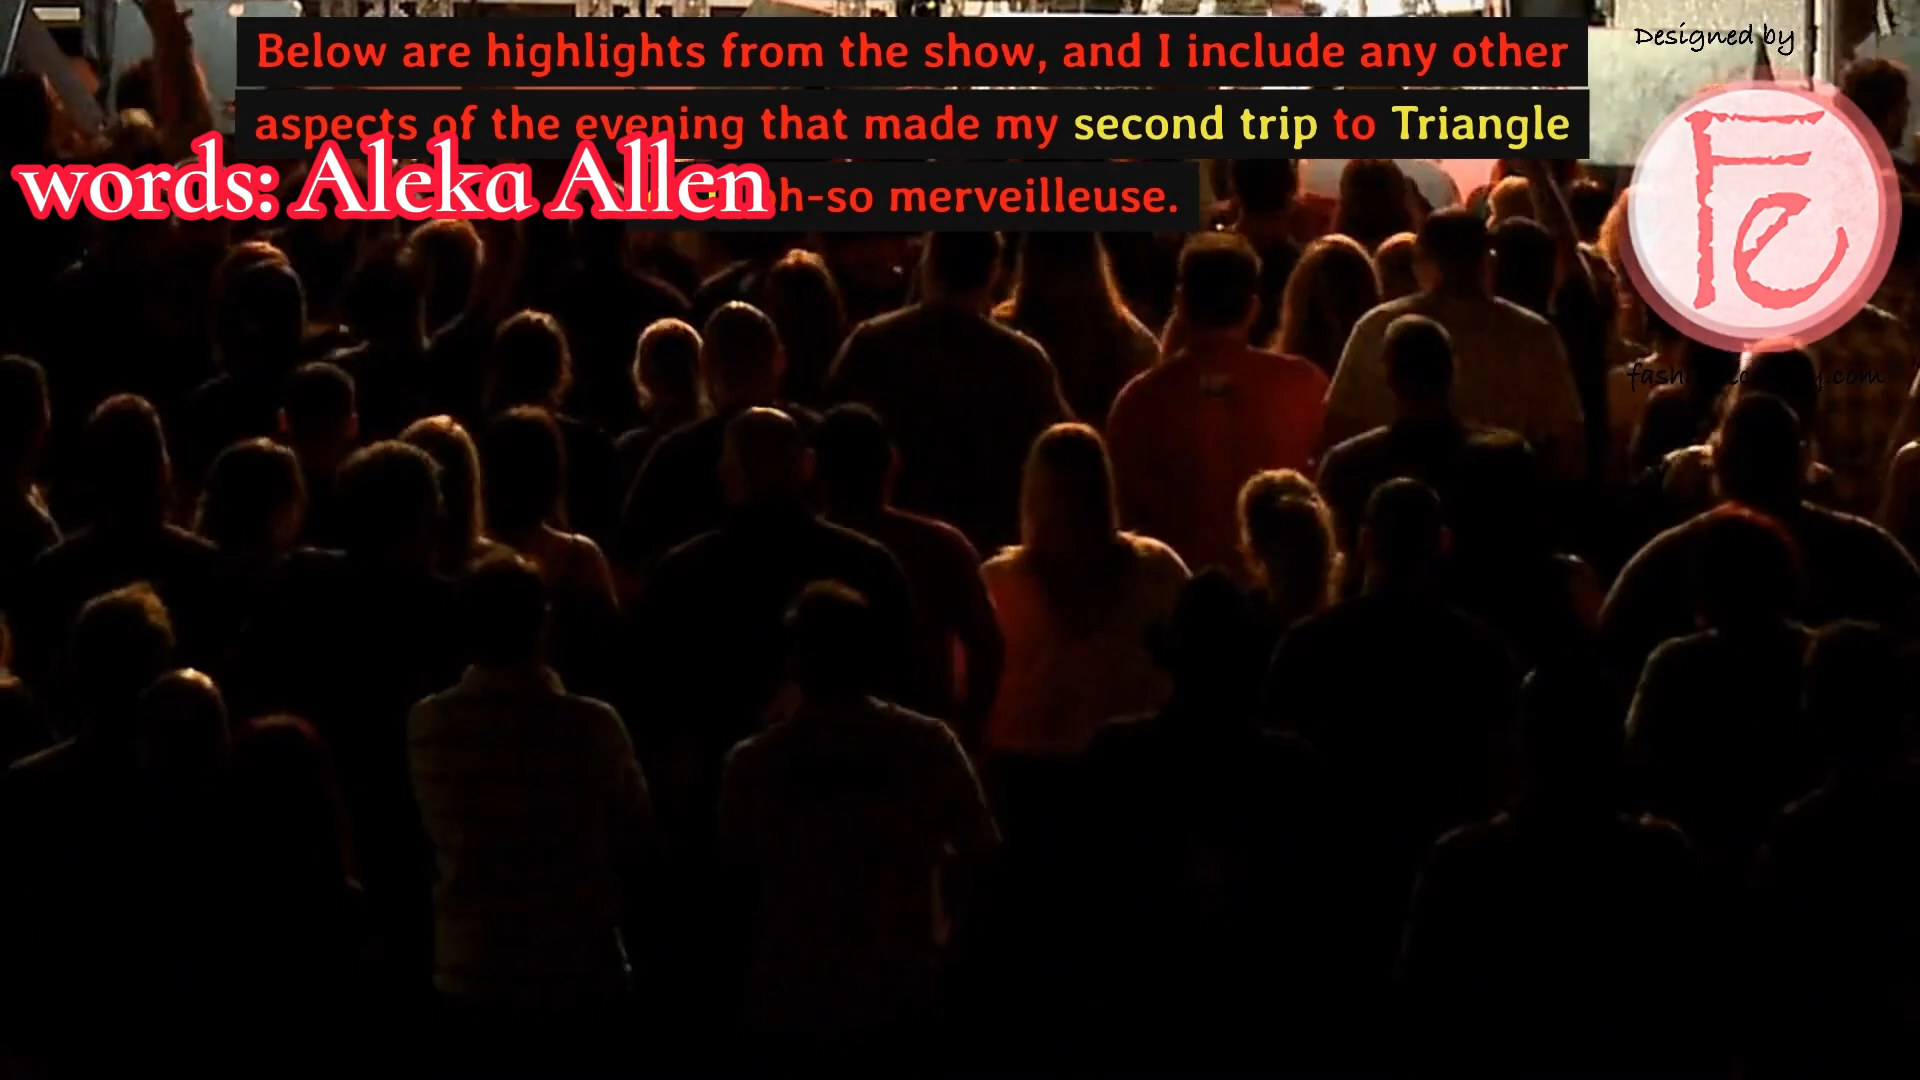 Below are highlights from the show, and I include any other
aspects of the evening that made my second trip to Triangle
words: Aleka Allen
oh-so merveilleuse.
Designed by
Fe